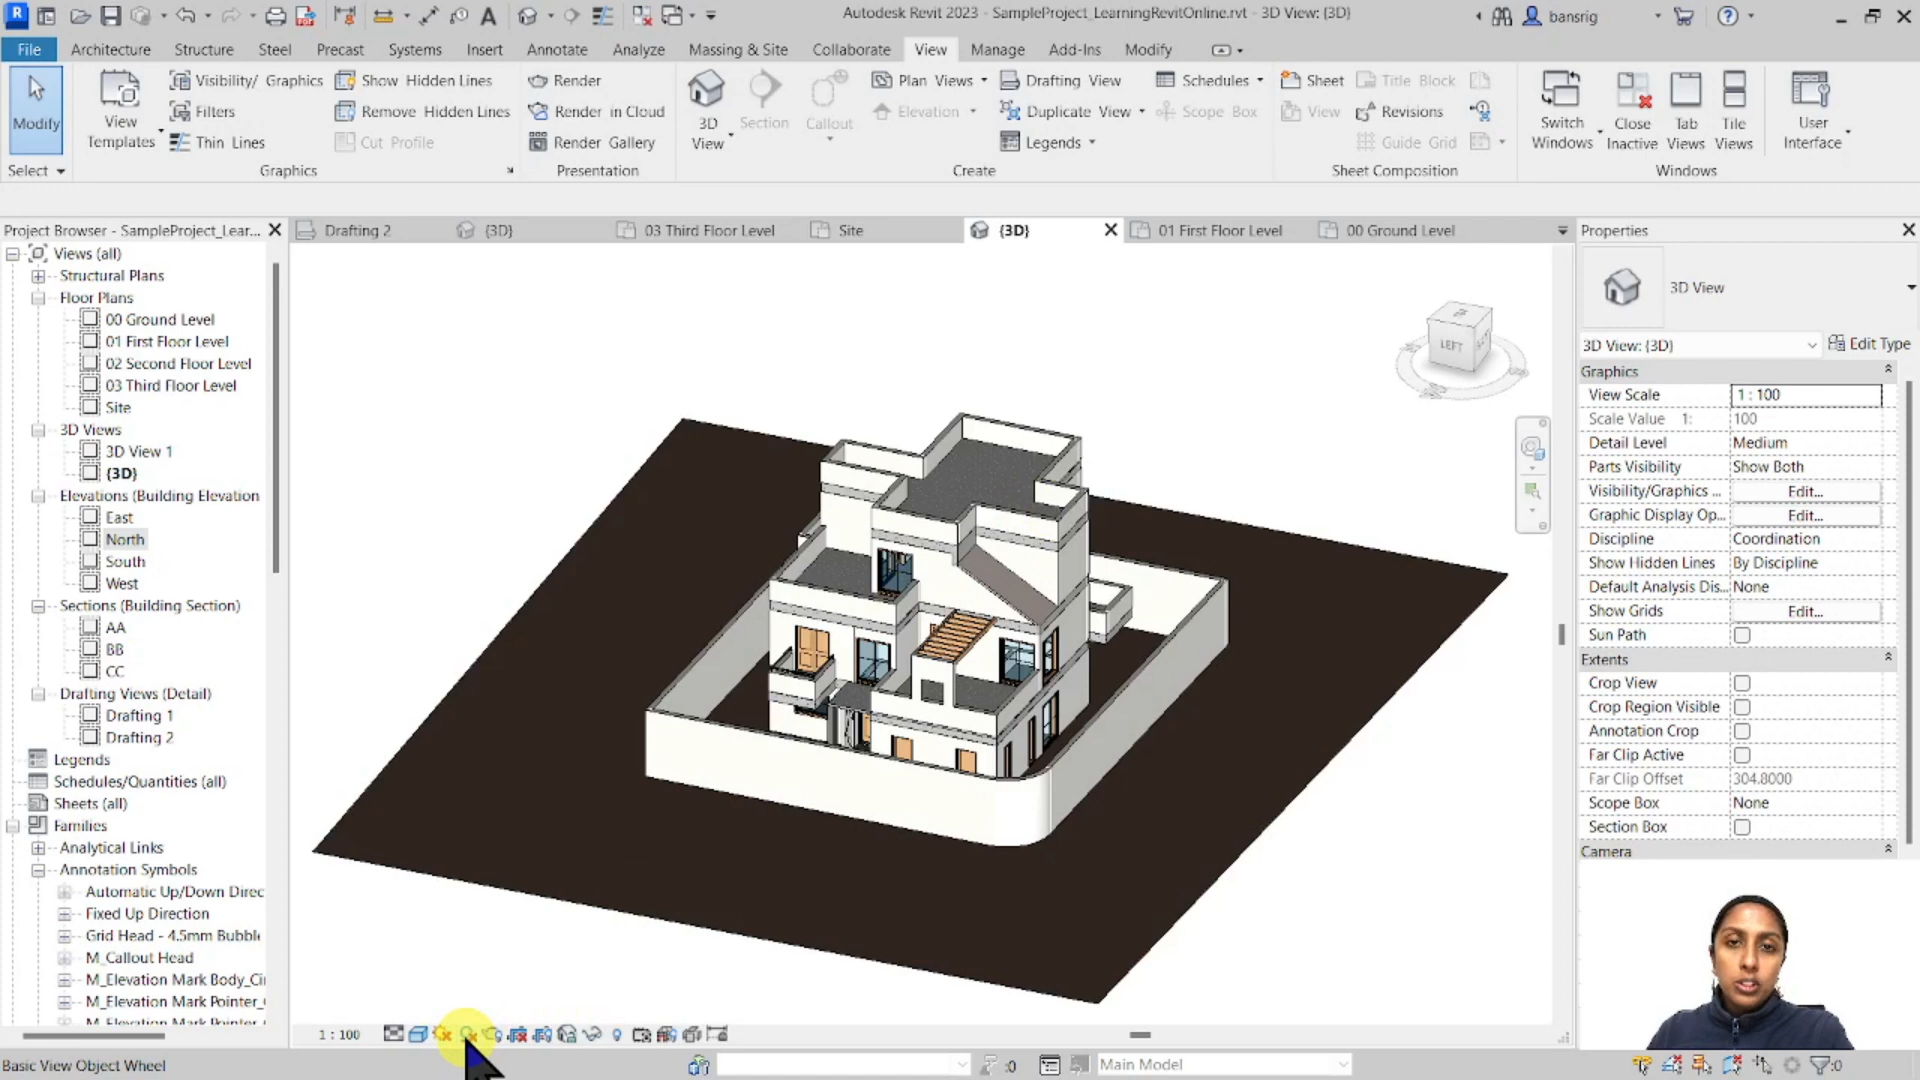 Autodesk Revit 2023 - SampleProject_LearningRevitOnline.rvt - 3D View: {3D}
bansrig
File Architecture Structure Steel Precast Systems Insert Annotate Analyze Massing & Site Collaborate View Manage Add-Ins Modify
Modify
View Templates
Visibility/ Graphics
Filters
Thin Lines
Show Hidden Lines
Remove Hidden Lines
Cut Profile
Render
Render in Cloud
Render Gallery
3D View
Section
Callout
Plan Views
Elevation
Drafting View
Duplicate View
Legends
Schedules
Scope Box
Sheet
View
Title Block
Revisions
Guide Grid
Switch Windows
Close Inactive
Tab Views
Tile Views
User Interface
Select Graphics Presentation Create Sheet Composition Windows
Project Browser - SampleProject_Lear...
Drafting 2 {3D} 03 Third Floor Level Site {3D} 01 First Floor Level 00 Ground Level
Views (all)
Structural Plans
Floor Plans
00 Ground Level
01 First Floor Level
02 Second Floor Level
03 Third Floor Level
Site
3D Views
3D View 1
{3D}
Elevations (Building Elevation
East
North
South
West
Sections (Building Section)
AA
BB
CC
Drafting Views (Detail)
Drafting 1
Drafting 2
Legends
Schedules/Quantities (all)
Sheets (all)
Families
Analytical Links
Annotation Symbols
Automatic Up/Down Direc
Fixed Up Direction
Grid Head - 4.5mm Bubble
M_Callout Head
M_Elevation Mark Body_Ci
M_Elevation Mark Pointer_
M_Elevation Mark Pointer
LEFT
Properties
3D View
3D View: {3D} Edit Type
Graphics
View Scale 1 : 100
Scale Value 1: 100
Detail Level Medium
Parts Visibility Show Both
Visibility/Graphics ... Edit...
Graphic Display Op... Edit...
Discipline Coordination
Show Hidden Lines By Discipline
Default Analysis Dis... None
Show Grids Edit...
Sun Path
Extents
Crop View
Crop Region Visible
Annotation Crop
Far Clip Active
Far Clip Offset 304.8000
Scope Box None
Section Box
Camera
1 : 100
Basic View Object Wheel
:0
Main Model
:0